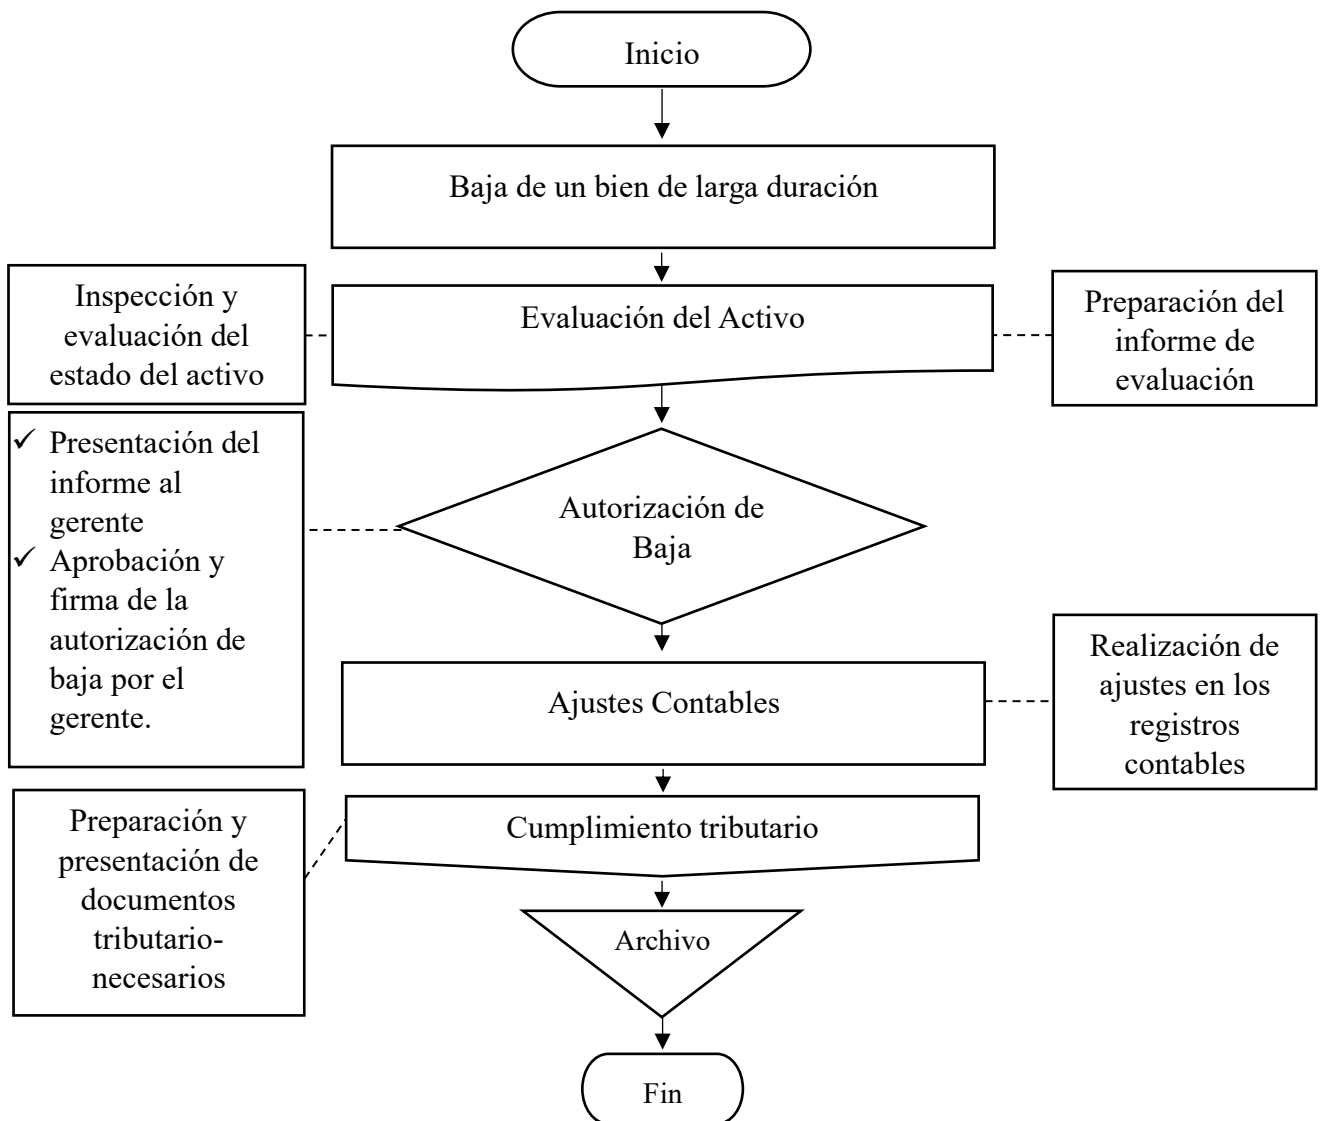 Inicio
Baja de un bien de larga duración
Inspección y
evaluación del
estado del activo
Evaluación del Activo
Preparación del
informe de
evaluación
✓ Presentación del
informe al
gerente
✓ Aprobación y
firma de la
autorización de
baja por el
gerente.
Autorización de
Baja
Ajustes Contables
Realización de
ajustes en los
registros
contables
Preparación y
presentación de
documentos
tributario-
necesarios
Cumplimiento tributario
Archivo
Fin